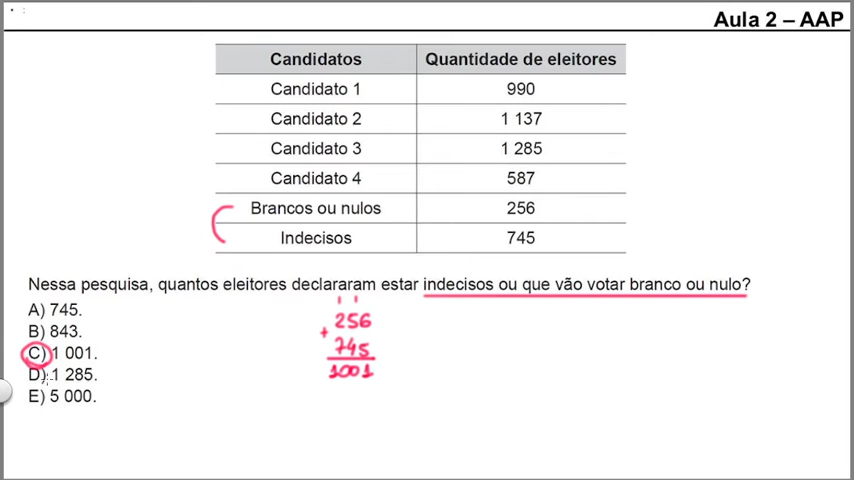 Aula 2 – AAP
Candidatos Quantidade de eleitores
Candidato 1 990
Candidato 2 1 137
Candidato 3 1 285
Candidato 4 587
Brancos ou nulos 256
Indecisos 745
Nessa pesquisa, quantos eleitores declararam estar indecisos ou que vão votar branco ou nulo?
A) 745.
B) 843.
C) 1 001.
D) 1 285.
E) 5 000.
1 1
256
+ 745
1001